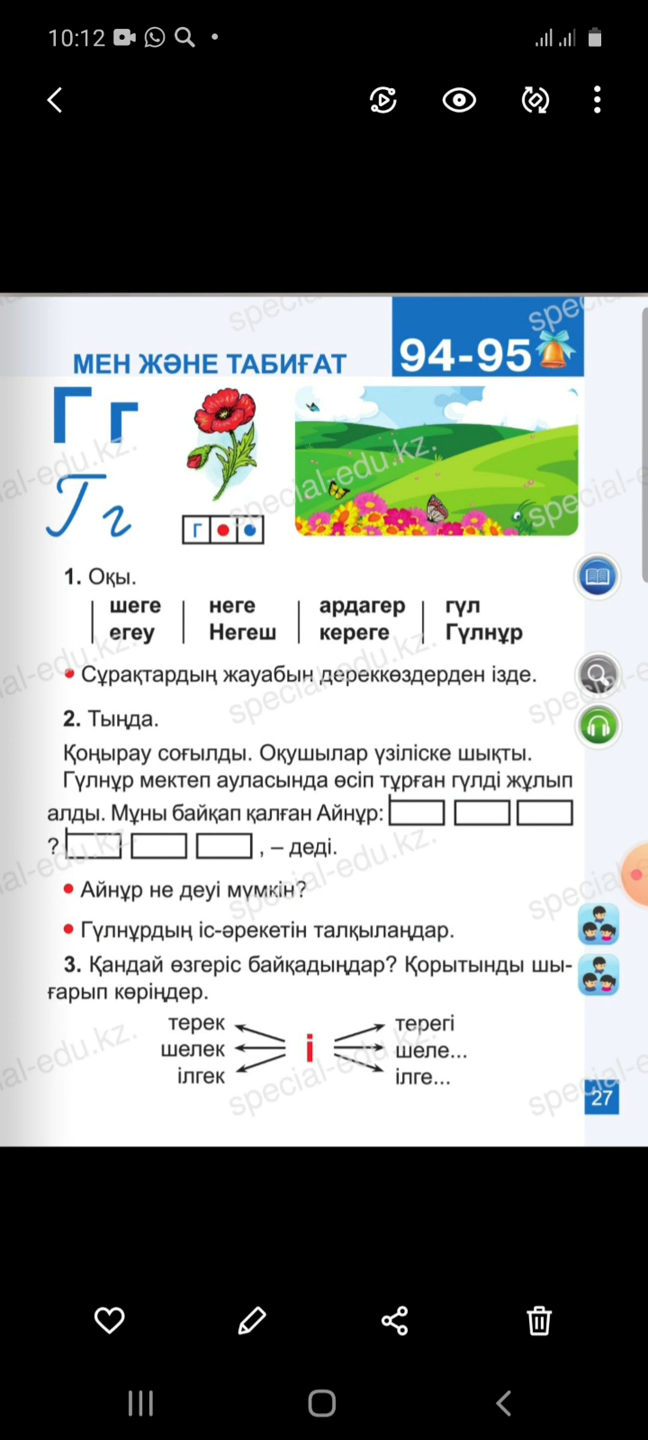 10:12
special-edu.kz.
МЕН ЖӘНЕ ТАБИҒАТ
94-95
Г г
Г г
г
1. Оқы.
шеге неге ардагер гүл
егеу Негеш кереге Гүлнұр
• Сұрақтардың жауабын дереккөздерден ізде.
2. Тыңда.
Қоңырау соғылды. Оқушылар үзіліске шықты.
Гүлнұр мектеп ауласында өсіп тұрған гүлді жұлып
алды. Мұны байқап қалған Айнұр:
? , – деді.
• Айнұр не деуі мүмкін?
• Гүлнұрдың іс-әрекетін талқылаңдар.
3. Қандай өзгеріс байқадыңдар? Қорытынды шы-
ғарып көріңдер.
терек терегі
шелек і шеле...
ілгек ілге...
27